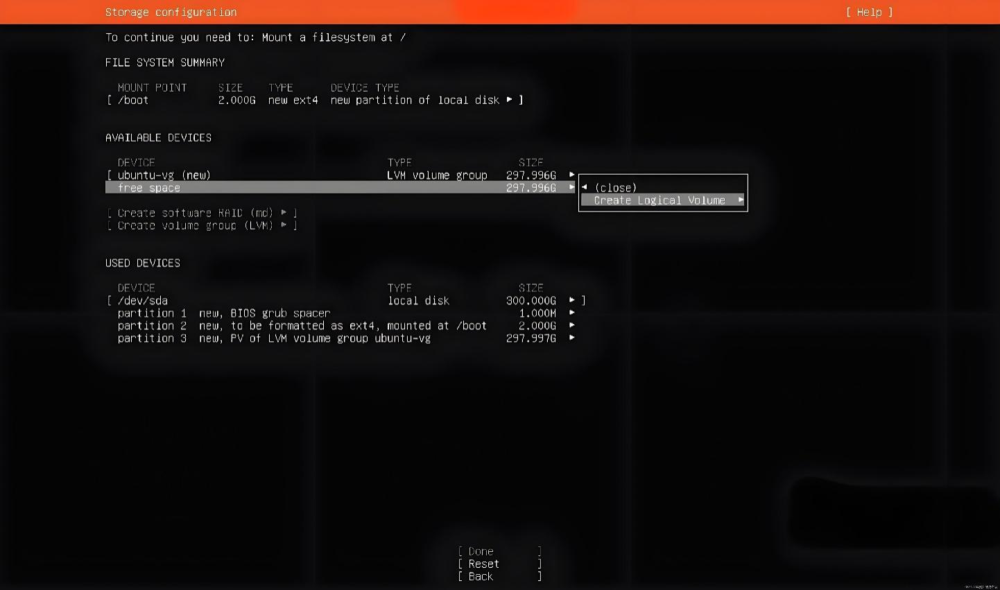 Storage configuration [ Help ]
To continue you need to: Mount a filesystem at /
FILE SYSTEM SUMMARY
MOUNT POINT SIZE TYPE DEVICE TYPE
[ /boot 2.000G new ext4 new partition of local disk ▸ ]
AVAILABLE DEVICES
DEVICE TYPE SIZE
[ ubuntu-vg (new) LVM volume group 297.996G ▸
free space 297.996G ▸
◂ (close)
Create Logical Volume ▸
[ Create software RAID (md) ▸ ]
[ Create volume group (LVM) ▸ ]
USED DEVICES
DEVICE TYPE SIZE
[ /dev/sda local disk 300.000G ▸ ]
partition 1 new, BIOS grub spacer 1.000M ▸
partition 2 new, to be formatted as ext4, mounted at /boot 2.000G ▸
partition 3 new, PV of LVM volume group ubuntu-vg 297.997G ▸
[ Done ]
[ Reset ]
[ Back ]